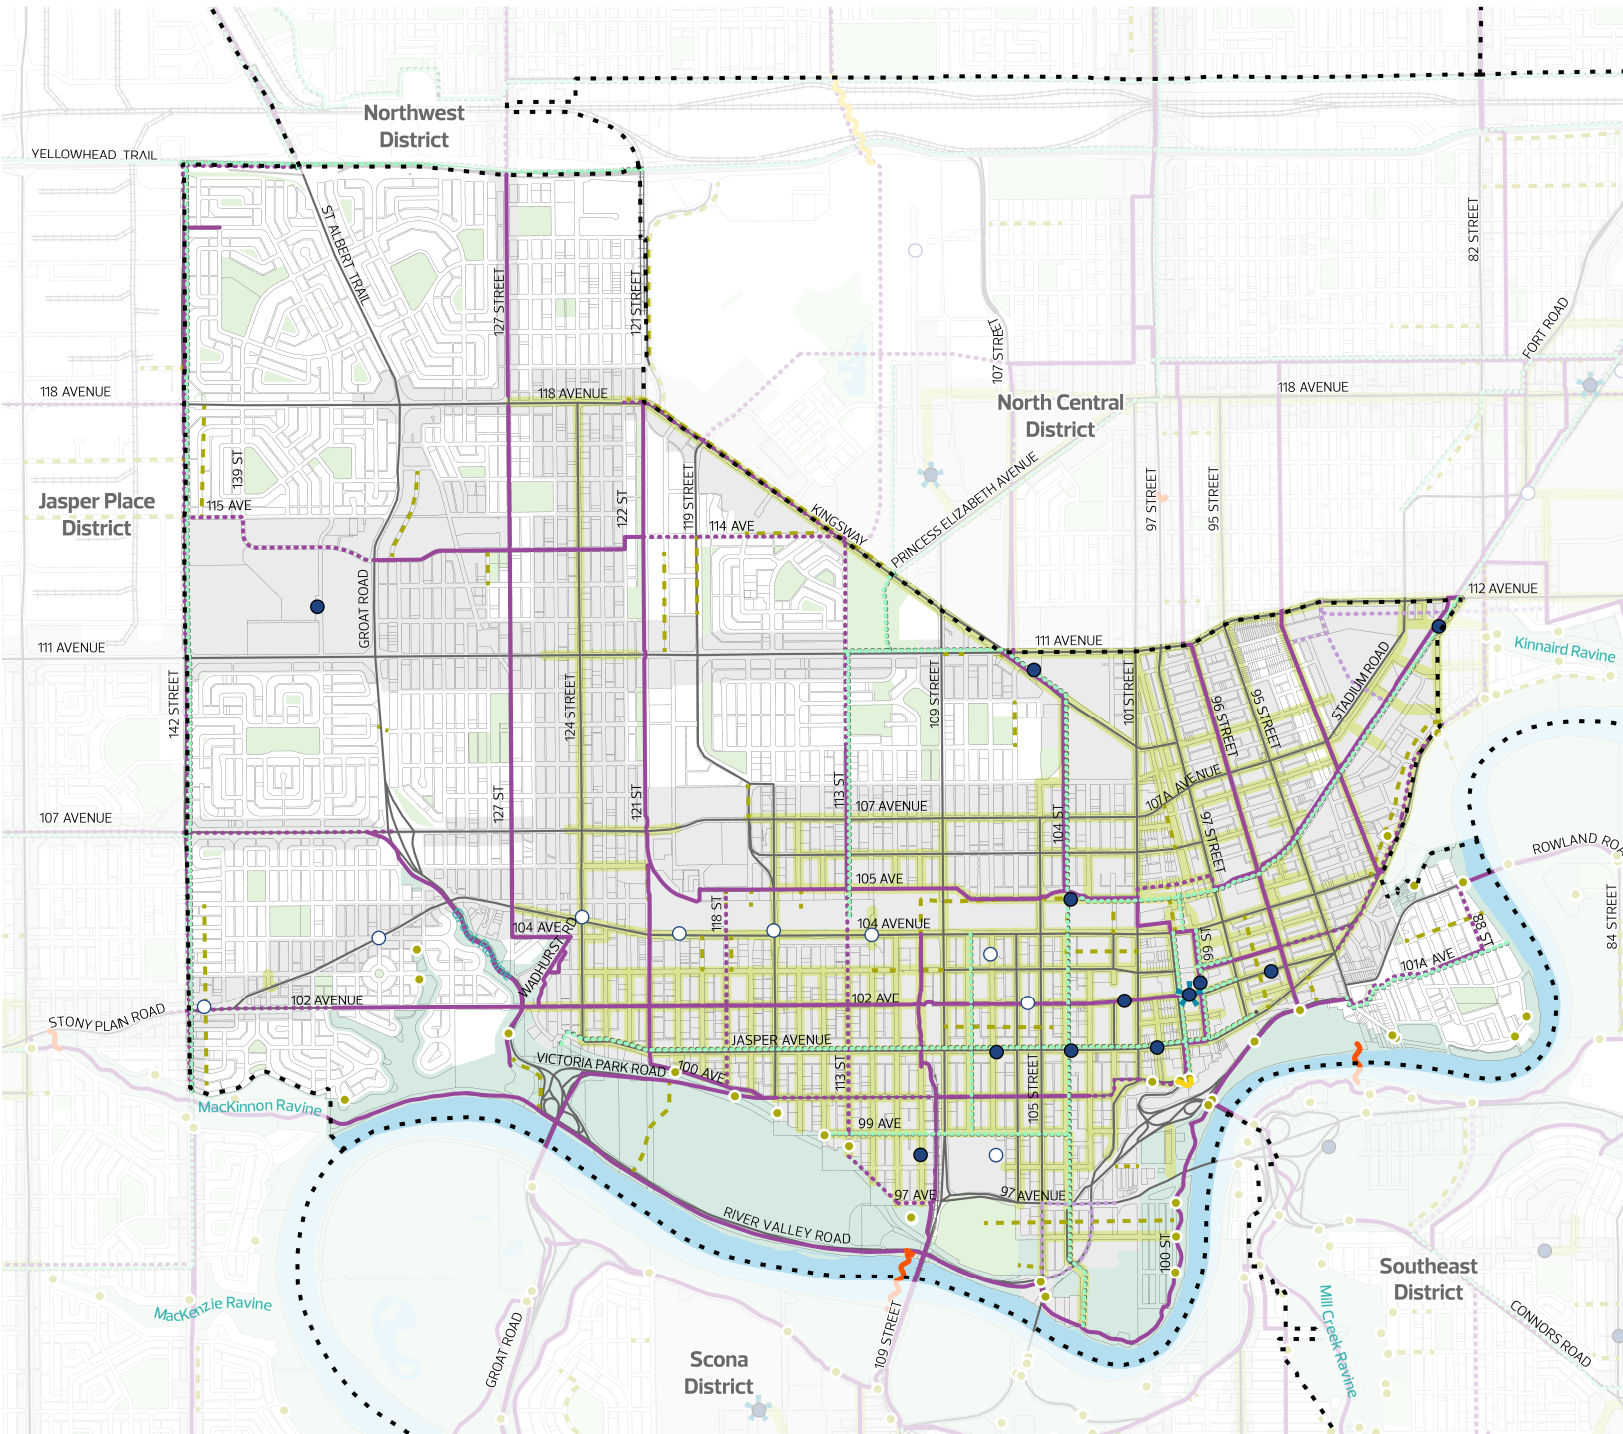 Northwest
District
YELLOWHEAD TRAIL
ST. ALBERT TRAIL
127 STREET
121 STREET
82 STREET
107 STREET
FORT ROAD
118 AVENUE
118 AVENUE
118 AVENUE
North Central
District
139 ST
Jasper Place
District
115 AVE
122 ST
119 STREET
114 AVE
KINGSWAY
PRINCESS ELIZABETH AVENUE
97 STREET
95 STREET
GROAT ROAD
112 AVENUE
111 AVENUE
111 AVENUE
Kinnaird Ravine
142 STREET
124 STREET
109 STREET
101 STREET
96 STREET
95 STREET
STADIUM ROAD
127 ST
121 ST
113 ST
107 AVENUE
107 AVENUE
107A AVENUE
104 ST
97 STREET
ROWLAND ROA
105 AVE
118 ST
104 AVE
104 AVENUE
WADHURST RD
99 ST
88 ST
84 STREET
101A AVE
102 AVENUE
102 AVE
STONY PLAIN ROAD
JASPER AVENUE
VICTORIA PARK ROAD
100 AVE
113 ST
105 STREET
MacKinnon Ravine
99 AVE
97 AVE
97 AVENUE
RIVER VALLEY ROAD
100 ST
Southeast
District
MacKenzie Ravine
Mill Creek Ravine
CONNORS ROAD
GROAT ROAD
109 STREET
Scona
District